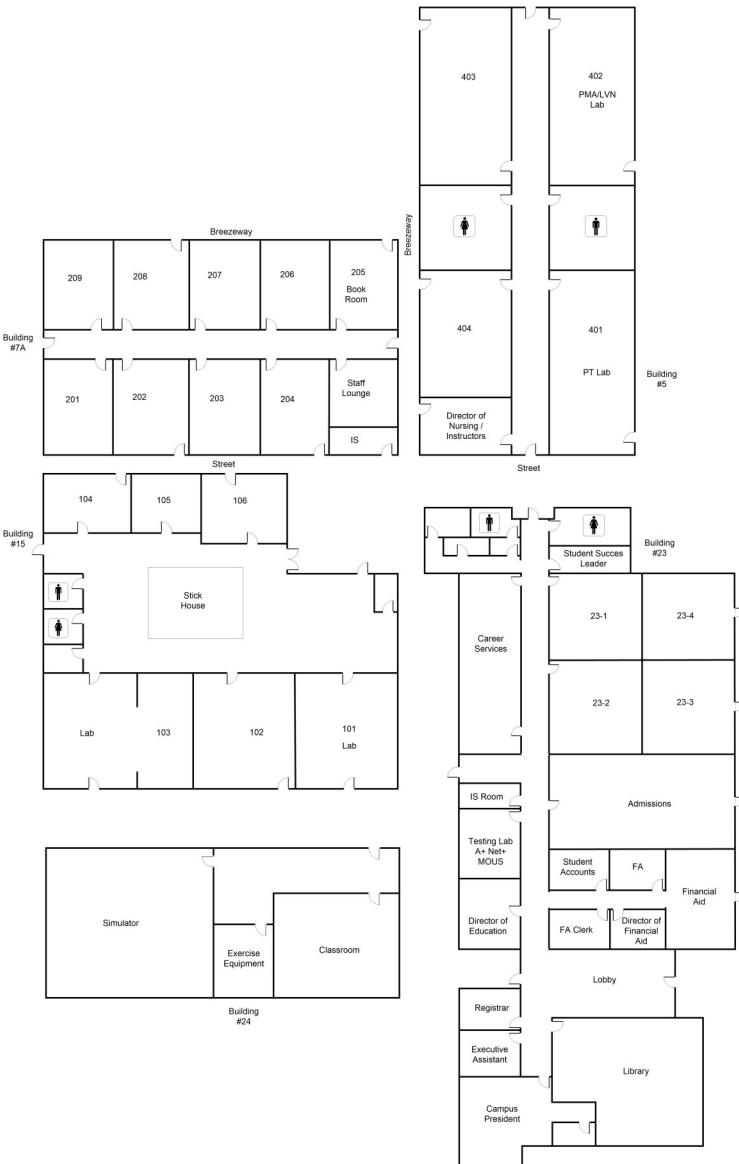 403
402
PMA/LVN
Lab
Breezeway
404
401
PT Lab
Director of
Nursing /
Instructors
Building
#5
Street
Breezeway
209
208
207
206
205
Book
Room
Building
#7A
201
202
203
204
Staff
Lounge
IS
Street
104
105
106
Building
#15
Stick
House
Lab
103
102
101
Lab
Simulator
Exercise
Equipment
Classroom
Building
#24
Building
#23
Student Succes
Leader
Career
Services
23-1
23-4
23-2
23-3
IS Room
Admissions
Testing Lab
A+ Net+
MOUS
Student
Accounts
FA
Financial
Aid
Director of
Education
FA Clerk
Director of
Financial
Aid
Lobby
Registrar
Executive
Assistant
Library
Campus
President